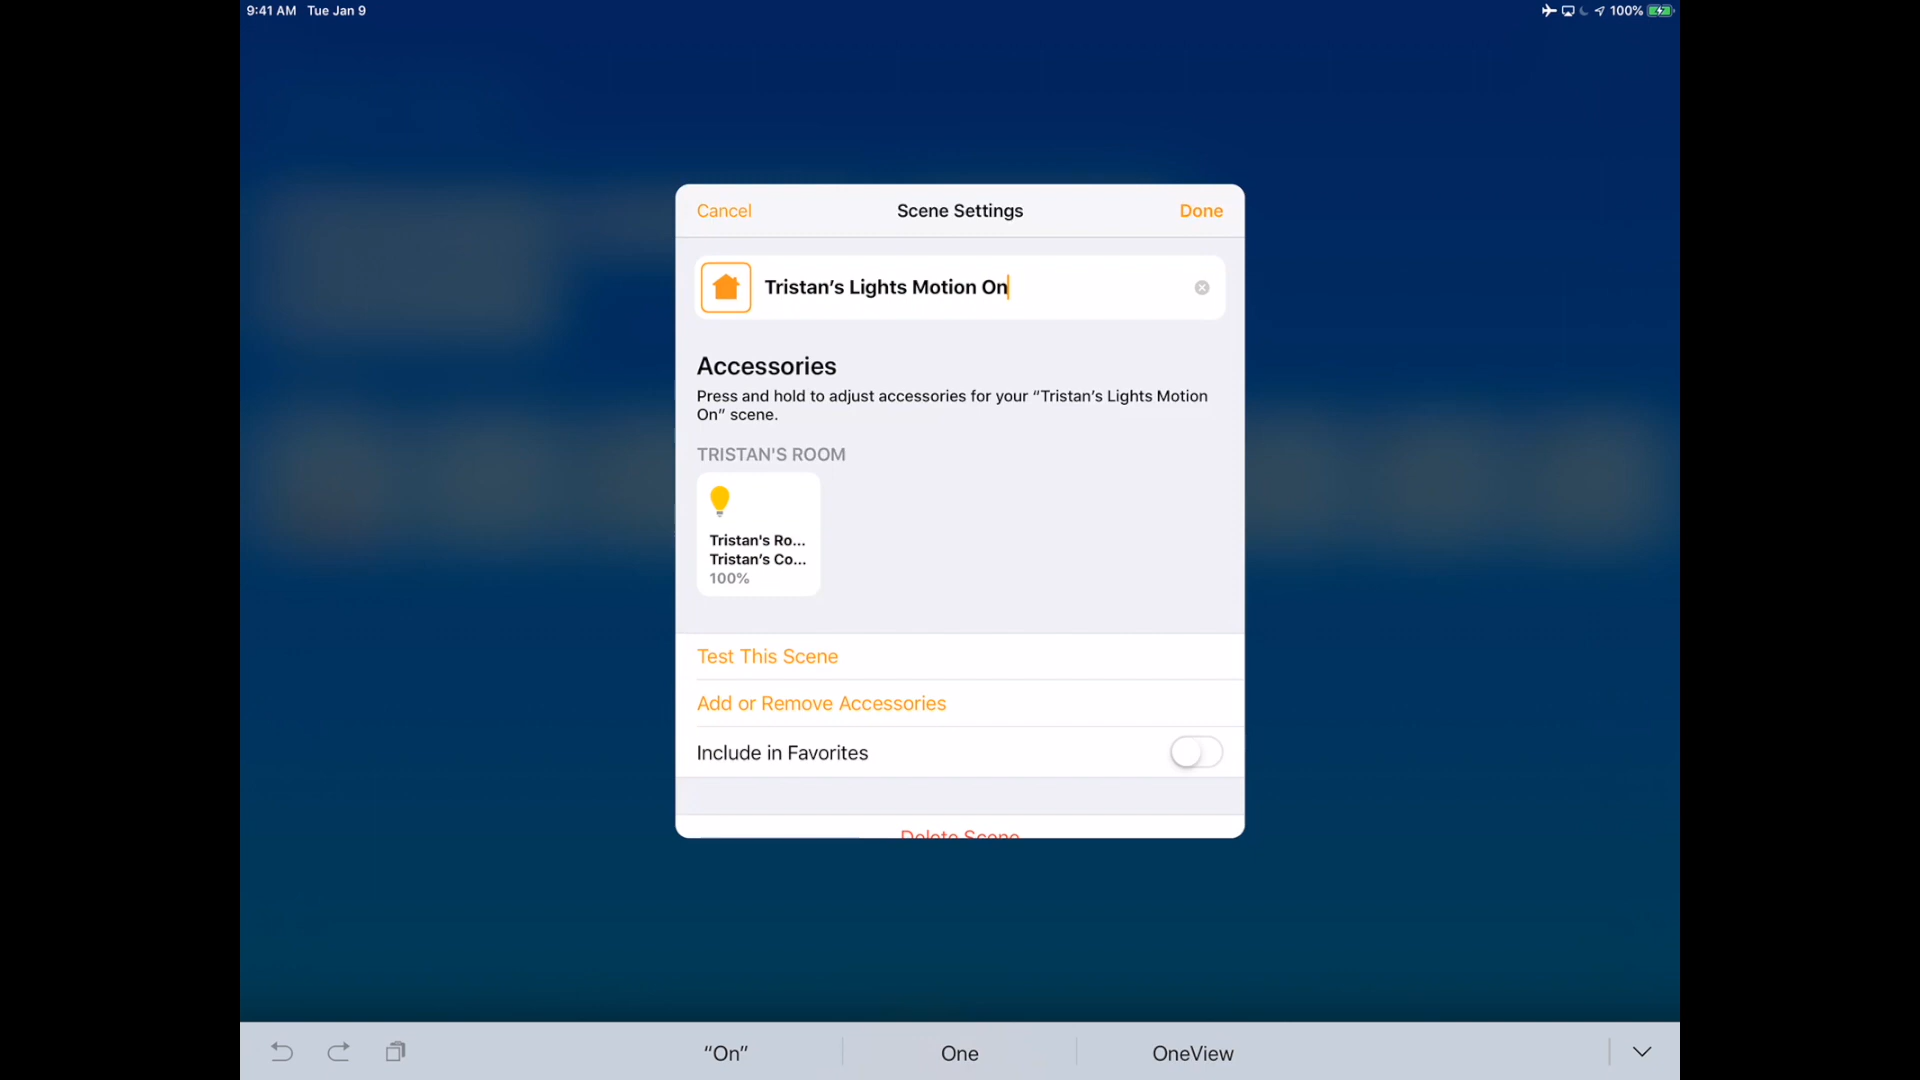 9:41 AM Tue Jan 9
100%
Cancel
Scene Settings
Done
Tristan’s Lights Motion On
Accessories
Press and hold to adjust accessories for your “Tristan’s Lights Motion
On” scene.
TRISTAN'S ROOM
Tristan's Ro...
Tristan’s Co...
100%
Test This Scene
Add or Remove Accessories
Include in Favorites
Delete Scene
“On”
One
OneView